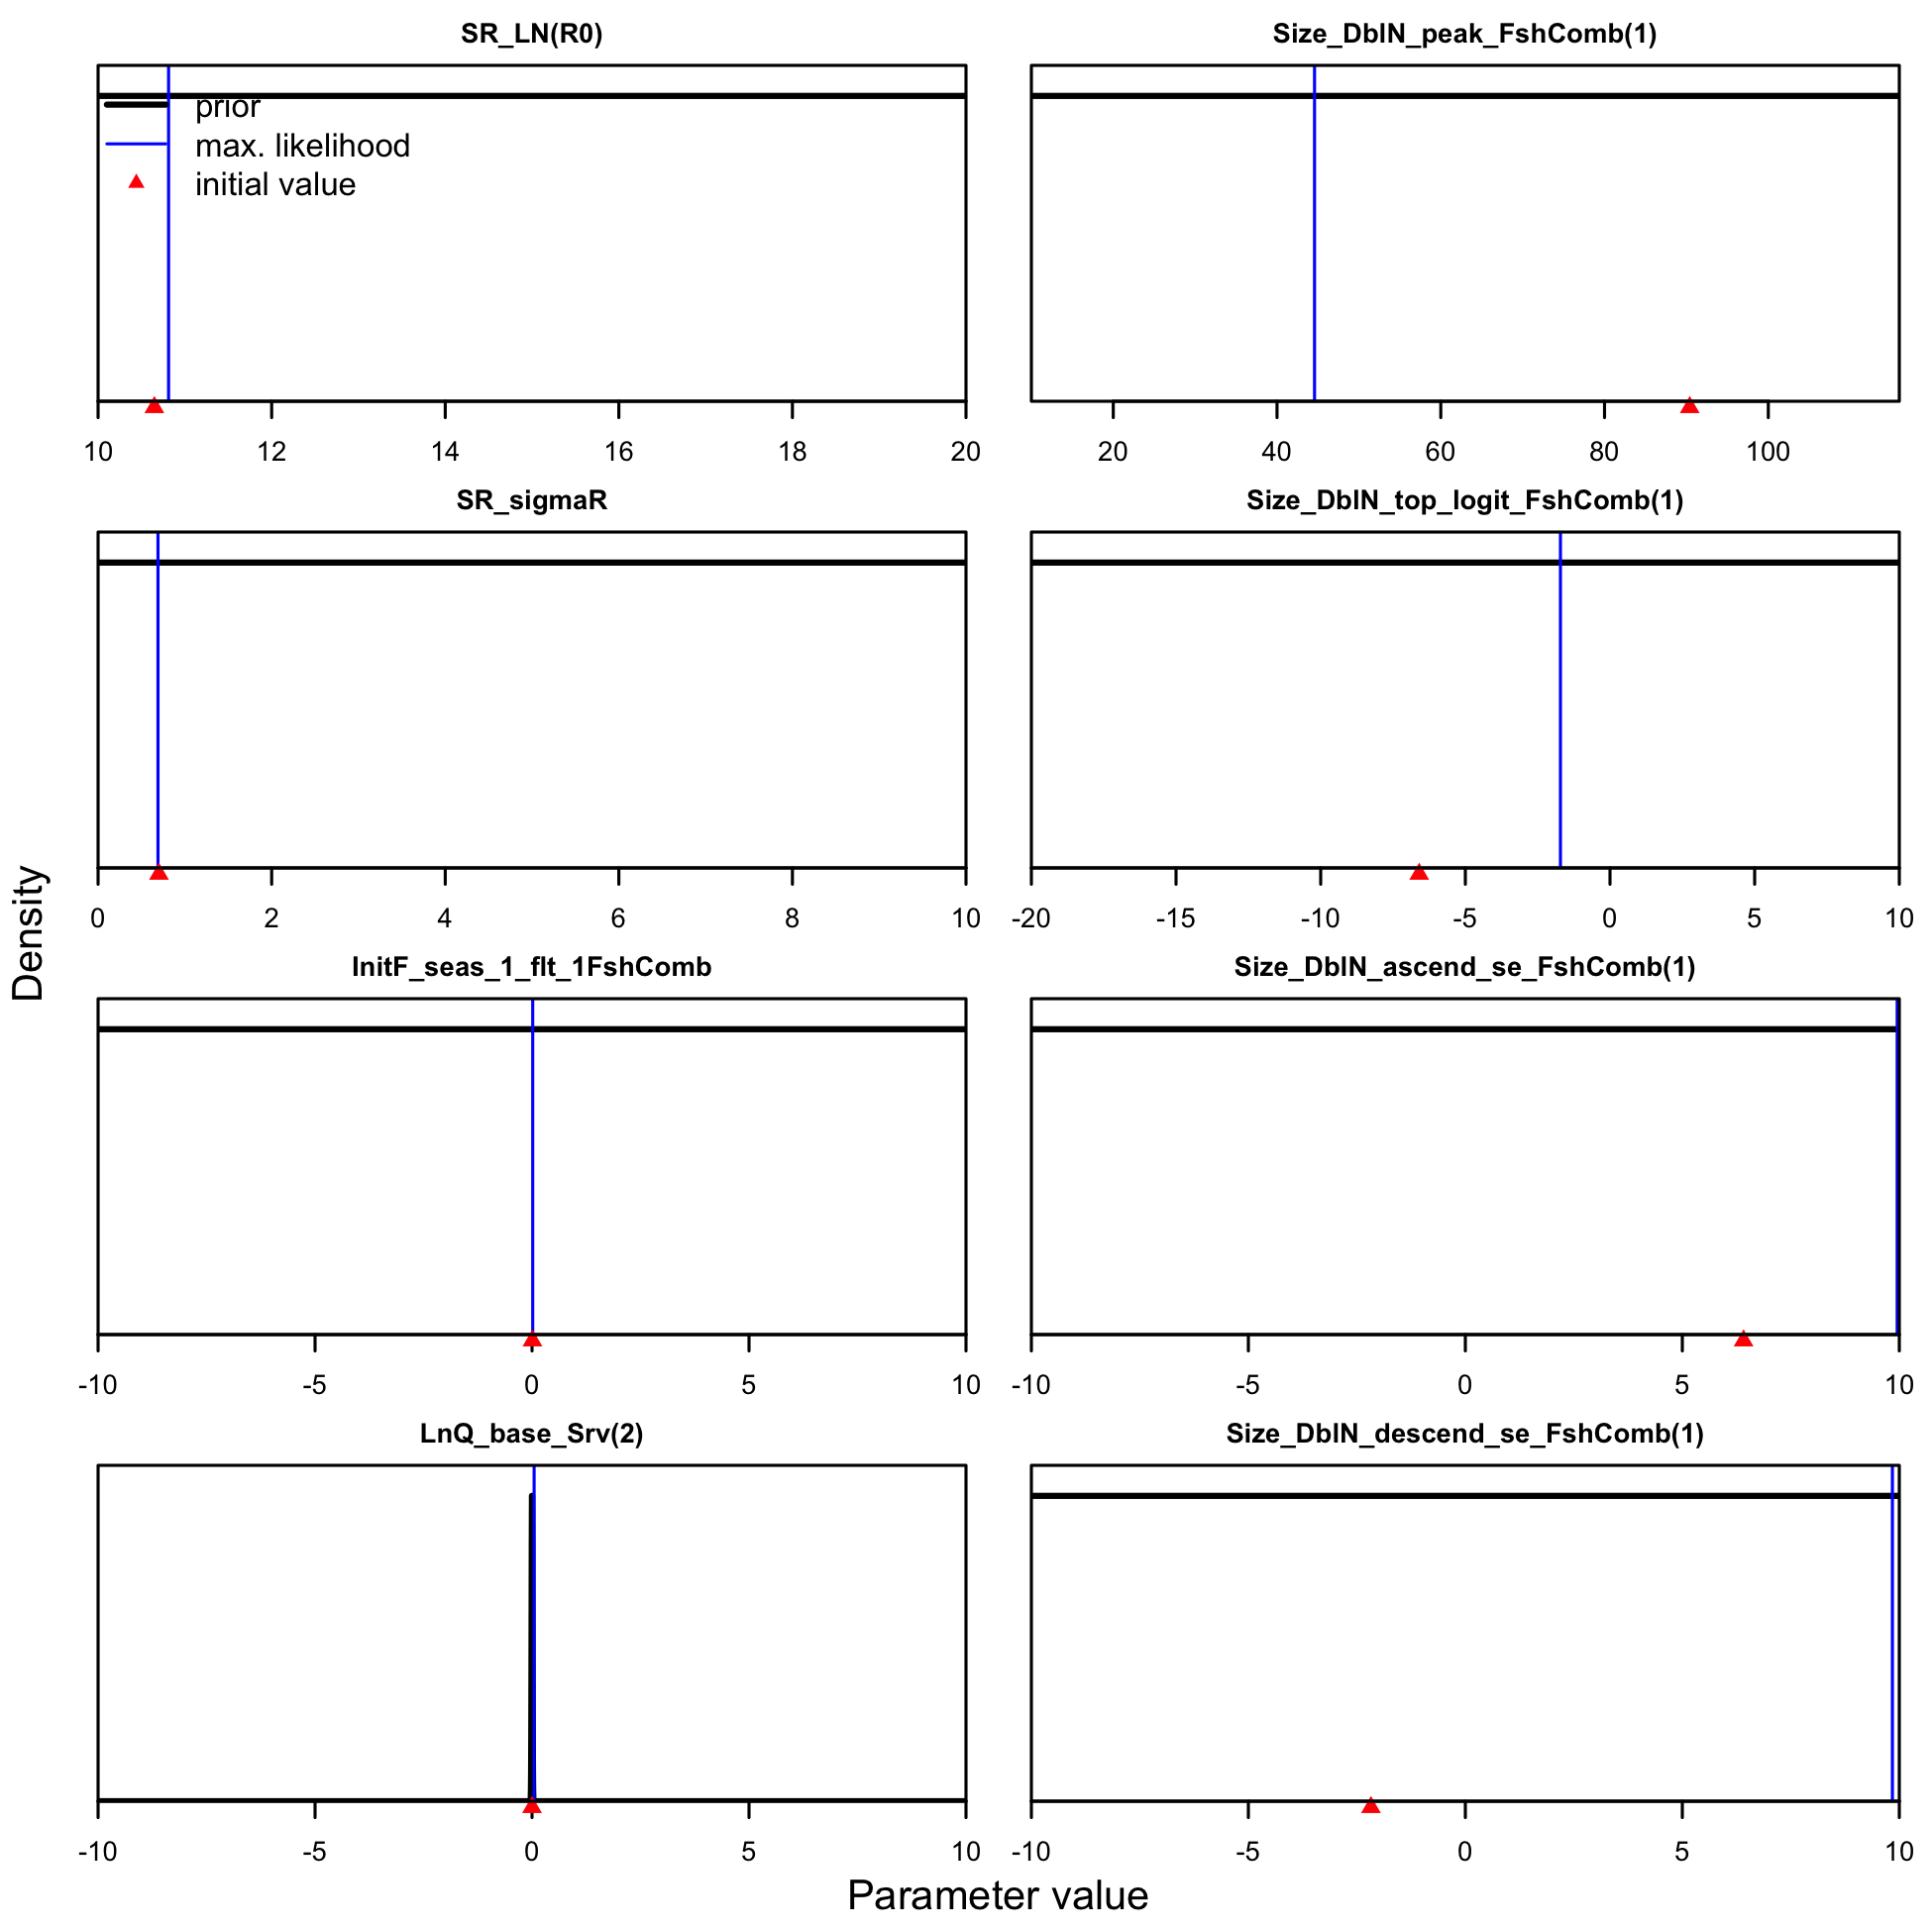 SR_LN(R0)
prior
max. likelihood
initial value
10 12 14 16 18 20
Size_DblN_peak_FshComb(1)
20 40 60 80 100
SR_sigmaR
0 2 4 6 8 10
Size_DblN_top_logit_FshComb(1)
-20 -15 -10 -5 0 5 10
InitF_seas_1_flt_1FshComb
-10 -5 0 5 10
Size_DblN_ascend_se_FshComb(1)
-10 -5 0 5 10
LnQ_base_Srv(2)
-10 -5 0 5 10
Size_DblN_descend_se_FshComb(1)
-10 -5 0 5 10
Density
Parameter value